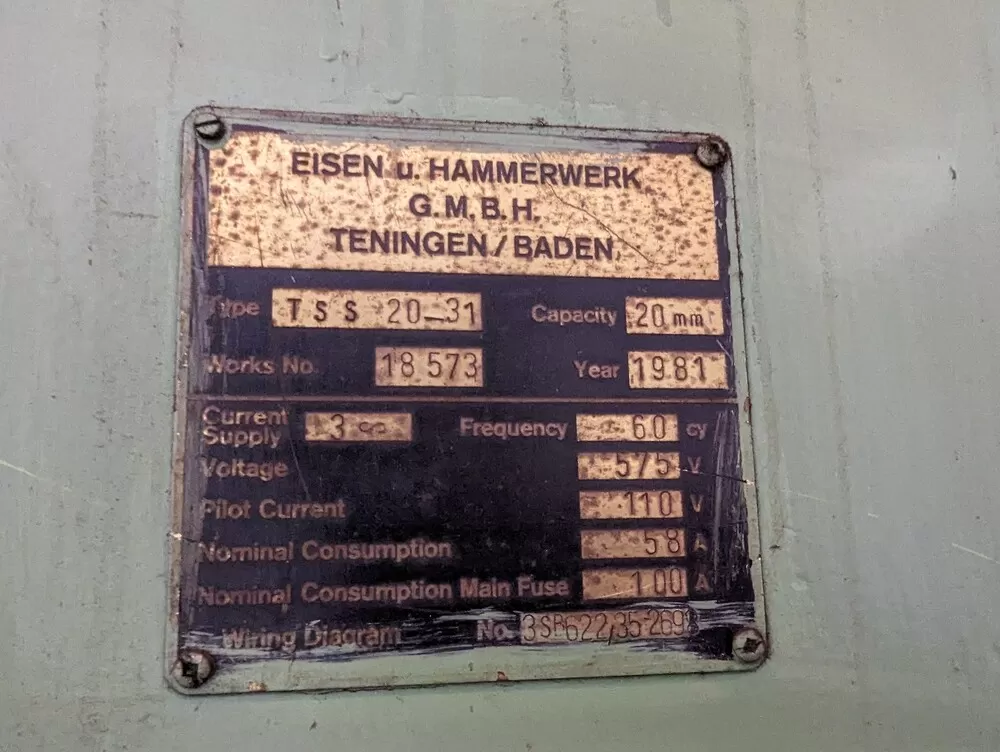 EISEN u. HAMMERWERK
G.M.B.H.
TENINGEN/BADEN
Type TSS 20-31 Capacity 20 mm
Works No. 18 573 Year 1981
Current Supply 3 Frequency 60 cy
Voltage 575 V
Pilot Current 110 V
Nominal Consumption 58 A
Nominal Consumption Main Fuse 100 A
Wiring Diagram No.